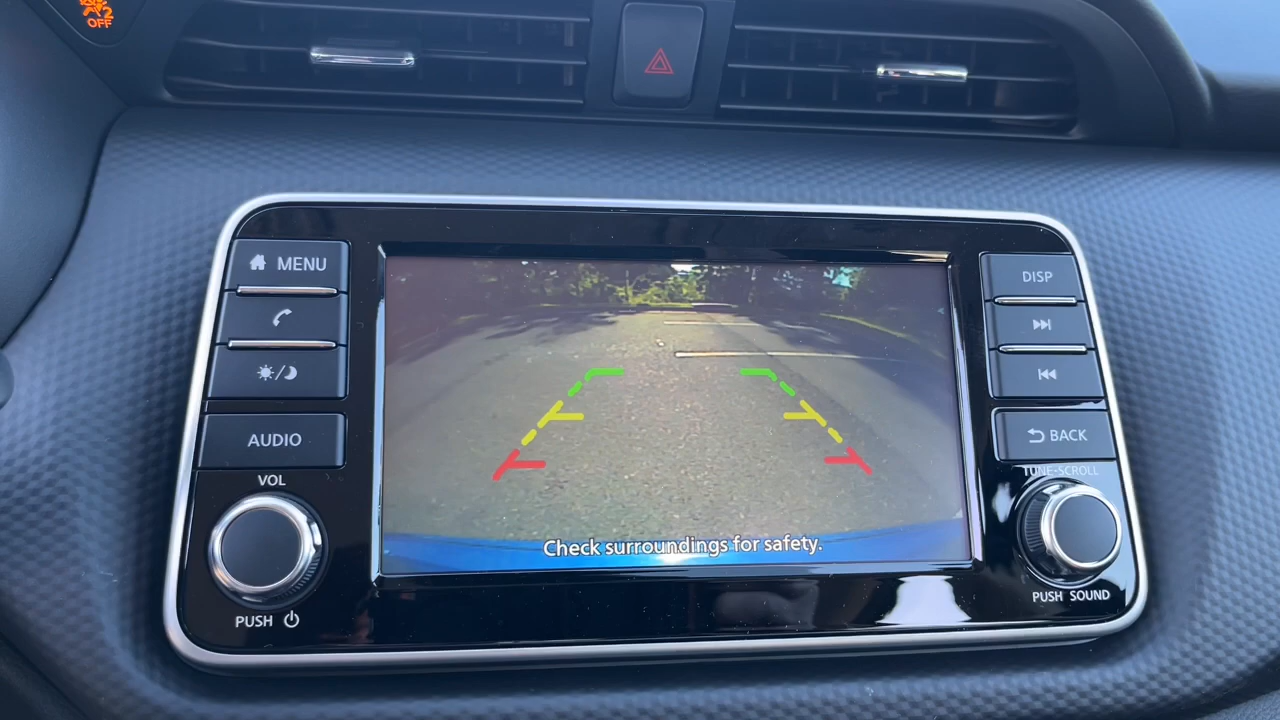 OFF
MENU
AUDIO
VOL
PUSH
DISP
BACK
TUNE·SCROLL
PUSH SOUND
Check surroundings for safety.